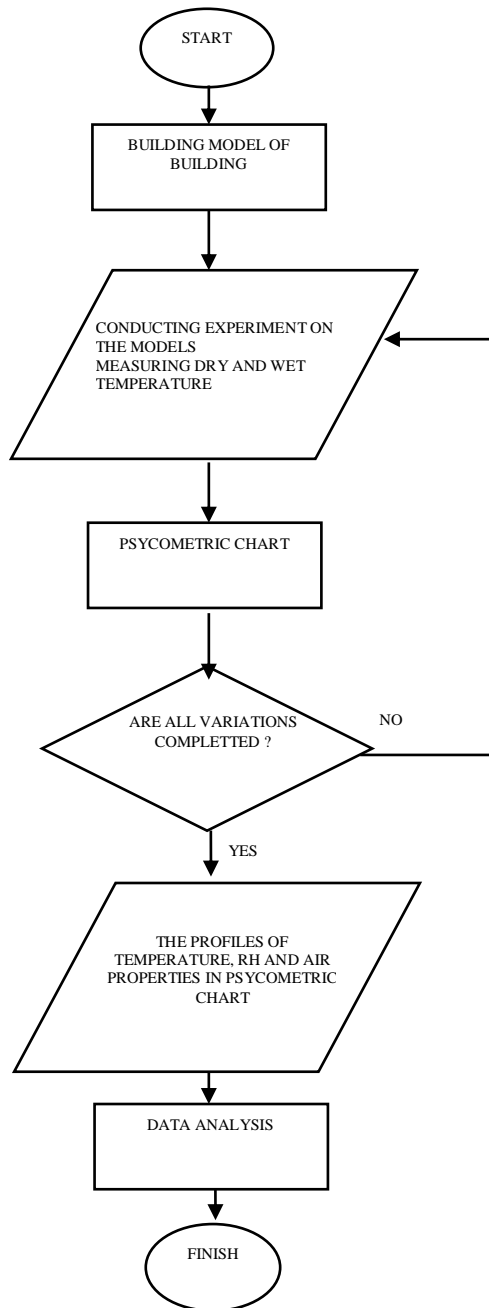 START
BUILDING MODEL OF
BUILDING
CONDUCTING EXPERIMENT ON
THE MODELS
MEASURING DRY AND WET
TEMPERATURE
PSYCOMETRIC CHART
ARE ALL VARIATIONS
COMPLETTED ?
NO
YES
THE PROFILES OF
TEMPERATURE, RH AND AIR
PROPERTIES IN PSYCOMETRIC
CHART
DATA ANALYSIS
FINISH